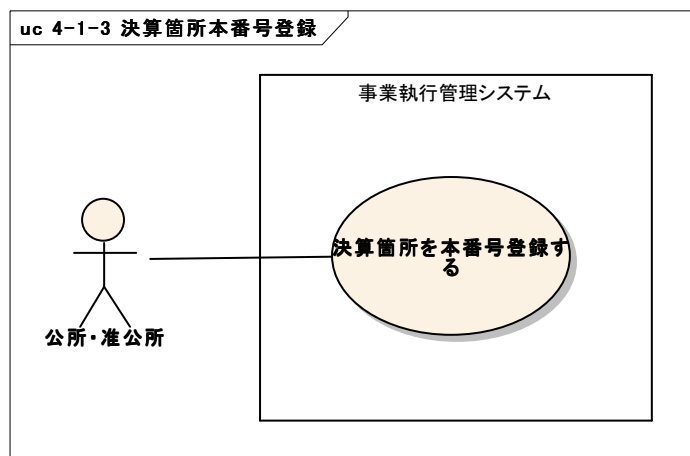 uc 4-1-3 決算箇所本番号登録
事業執行管理システム
決算箇所を本番号登録す
る
公所・准公所